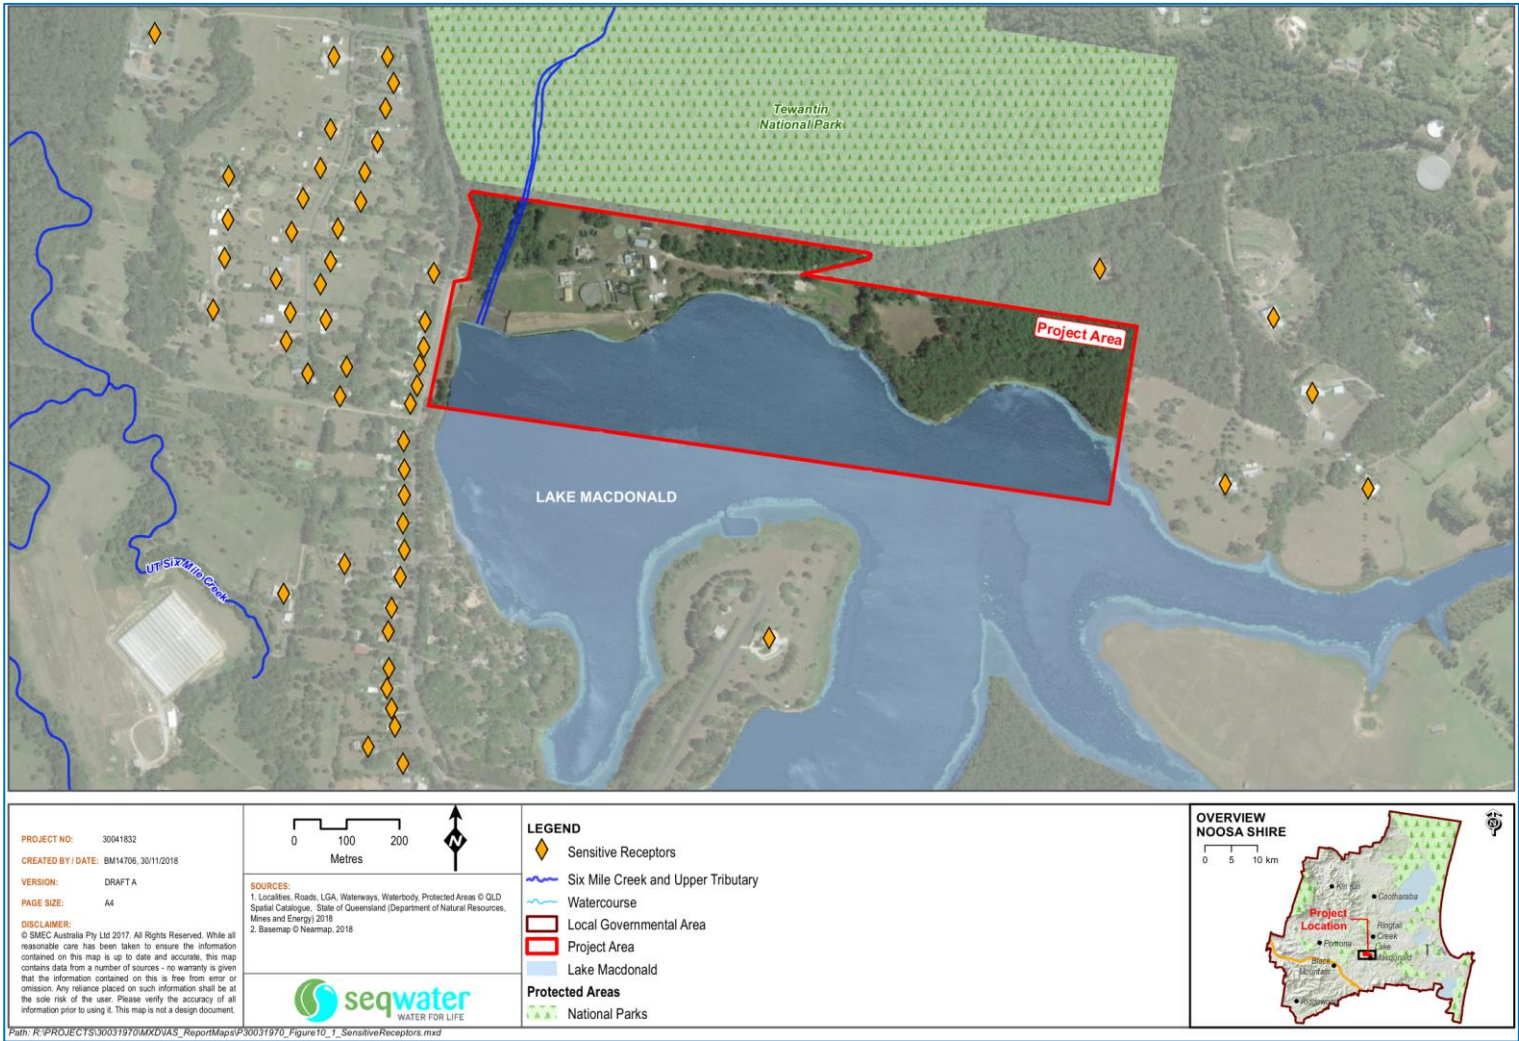 Tewantin
National Park
Project Area
LAKE MACDONALD
UT Six Mile Creek
PROJECT NO: 30041832
CREATED BY / DATE: BM14706, 30/11/2018
VERSION: DRAFT A
PAGE SIZE: A4
DISCLAIMER:
© SMEC Australia Pty Ltd 2017. All Rights Reserved. While all
reasonable care has been taken to ensure the information
contained on this map is up to date and accurate, this map
contains data from a number of sources - no warranty is given
that the information contained on this is free from error or
omission. Any reliance placed on such information shall be at
the sole risk of the user. Please verify the accuracy of all
information prior to using it. This map is not a design document.
0 100 200
Metres
N
SOURCES:
1. Localities, Roads, LGA, Waterways, Waterbody, Protected Areas © QLD
Spatial Catalogue, State of Queensland (Department of Natural Resources,
Mines and Energy) 2018
2. Basemap © Nearmap, 2018
seqwater
WATER FOR LIFE
LEGEND
Sensitive Receptors
Six Mile Creek and Upper Tributary
Watercourse
Local Governmental Area
Project Area
Lake Macdonald
Protected Areas
National Parks
OVERVIEW
NOOSA SHIRE
N
0 5 10 km
Kin Kin
Cootharaba
Project
Location
Ringtail
Creek
Pomona
Lake
Macdonald
Black
Mountain
Path: R:\PROJECTS\30031970\MXD\IAS_ReportMaps\P30031970_Figure10_1_SensitiveReceptors.mxd